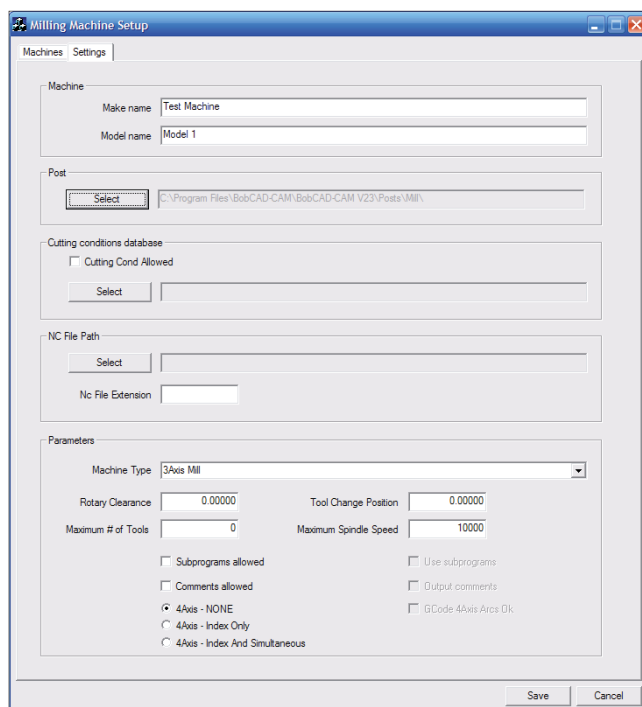 Milling Machine Setup
Machines Settings
Machine
Make name Test Machine
Model name Model 1
Post
Select C:\Program Files\BobCAD-CAM\BobCAD-CAM V23\Posts\Mill\
Cutting conditions database
Cutting Cond Allowed
Select
NC File Path
Select
Nc File Extension
Parameters
Machine Type 3Axis Mill
Rotary Clearance 0.00000 Tool Change Position 0.00000
Maximum # of Tools 0 Maximum Spindle Speed 10000
Subprograms allowed Use subprograms
Comments allowed Output comments
4Axis - NONE GCode 4Axis Arcs Ok
4Axis - Index Only
4Axis - Index And Simultaneous
Save Cancel